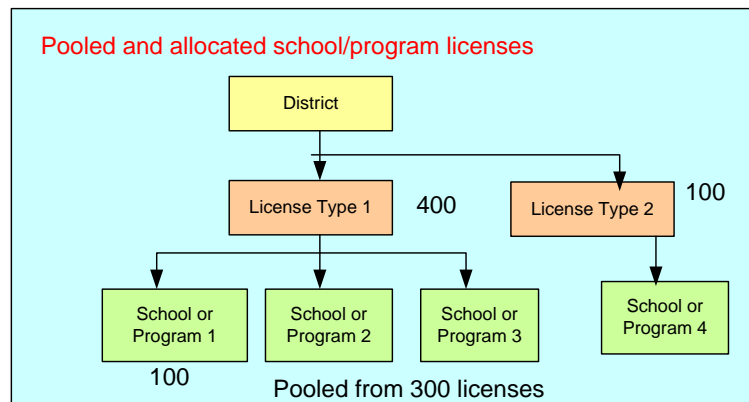 Pooled and allocated school/program licenses
District
License Type 1
400
License Type 2
100
School or
Program 1
School or
Program 2
School or
Program 3
School or
Program 4
100
Pooled from 300 licenses